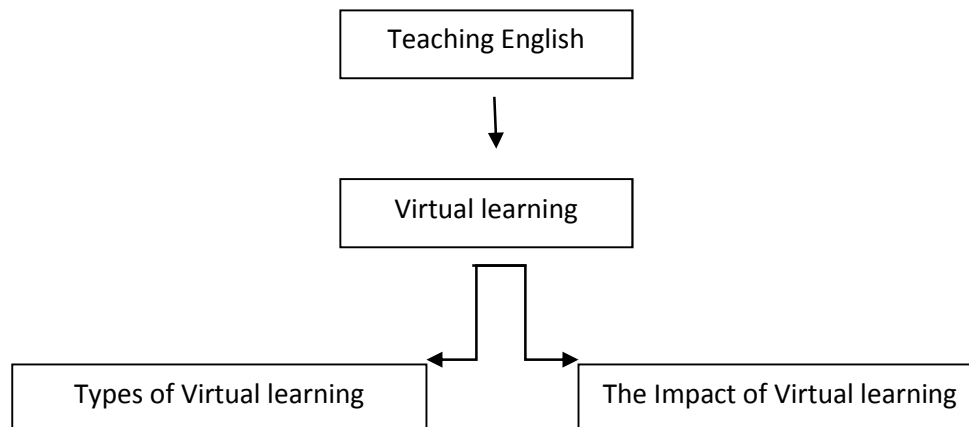 Teaching English
Virtual learning
Types of Virtual learning
The Impact of Virtual learning